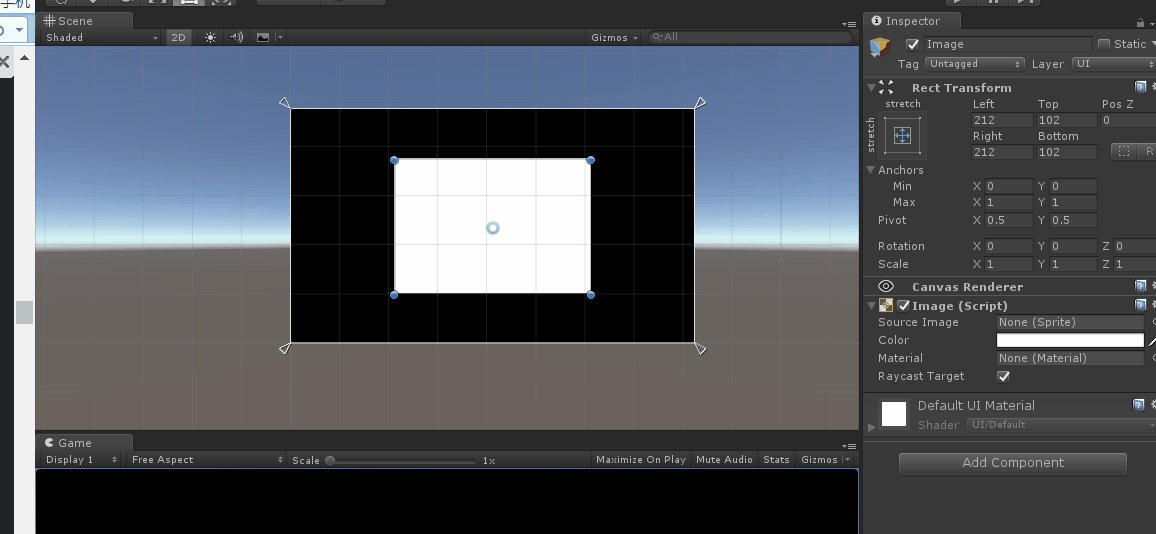 手机
Scene
Shaded
2D
Gizmos
All
Game
Display 1
Free Aspect
Scale
1x
Maximize On Play
Mute Audio
Stats
Gizmos
Inspector
Image
Static
Tag
Untagged
Layer
UI
Rect Transform
stretch
Left
Top
Pos Z
stretch
212
102
0
Right
Bottom
212
102
R
Anchors
Min
X 0
Y 0
Max
X 1
Y 1
Pivot
X 0.5
Y 0.5
Rotation
X 0
Y 0
Z 0
Scale
X 1
Y 1
Z 1
Canvas Renderer
Image (Script)
Source Image
None (Sprite)
Color
Material
None (Material)
Raycast Target
Default UI Material
Shader
UI/Default
Add Component